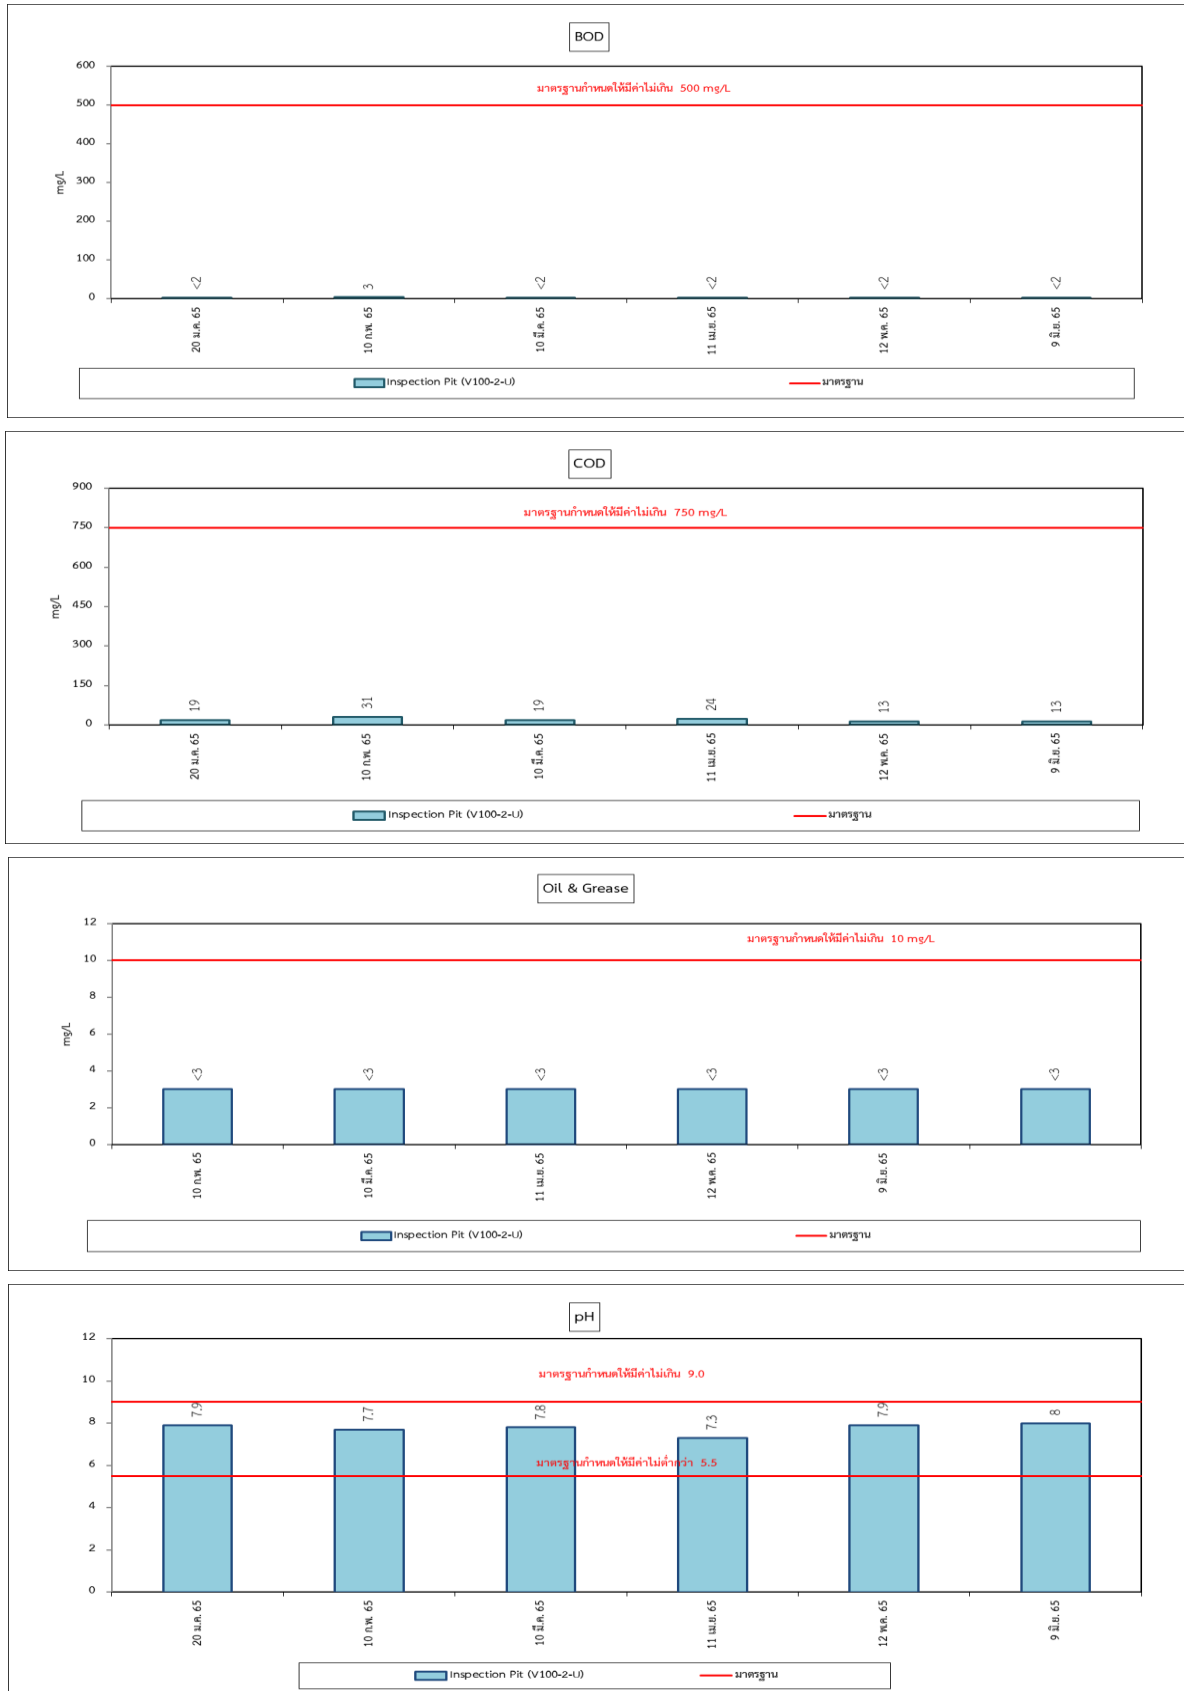 BOD
600
มาตรฐานกำหนดให้มีค่าไม่เกิน 500 mg/L
500
400
300
mg/L
200
100
0
<2
3
<2
<2
<2
<2
20 ม.ค. 65
10 ก.พ. 65
10 มี.ค. 65
11 เม.ย. 65
12 พ.ค. 65
9 มิ.ย. 65
Inspection Pit (V100-2-U)
มาตรฐาน
COD
900
มาตรฐานกำหนดให้มีค่าไม่เกิน 750 mg/L
750
600
450
mg/L
300
150
0
19
31
19
24
13
13
20 ม.ค. 65
10 ก.พ. 65
10 มี.ค. 65
11 เม.ย. 65
12 พ.ค. 65
9 มิ.ย. 65
Inspection Pit (V100-2-U)
มาตรฐาน
Oil & Grease
12
มาตรฐานกำหนดให้มีค่าไม่เกิน 10 mg/L
10
8
6
mg/L
4
2
0
<3
<3
<3
<3
<3
<3
10 ก.พ. 65
10 มี.ค. 65
11 เม.ย. 65
12 พ.ค. 65
9 มิ.ย. 65
Inspection Pit (V100-2-U)
มาตรฐาน
pH
12
มาตรฐานกำหนดให้มีค่าไม่เกิน 9.0
10
8
6
มาตรฐานกำหนดให้มีค่าไม่ต่ำกว่า 5.5
4
2
0
7.9
7.7
7.8
7.3
7.9
8
20 ม.ค. 65
10 ก.พ. 65
10 มี.ค. 65
11 เม.ย. 65
12 พ.ค. 65
9 มิ.ย. 65
Inspection Pit (V100-2-U)
มาตรฐาน